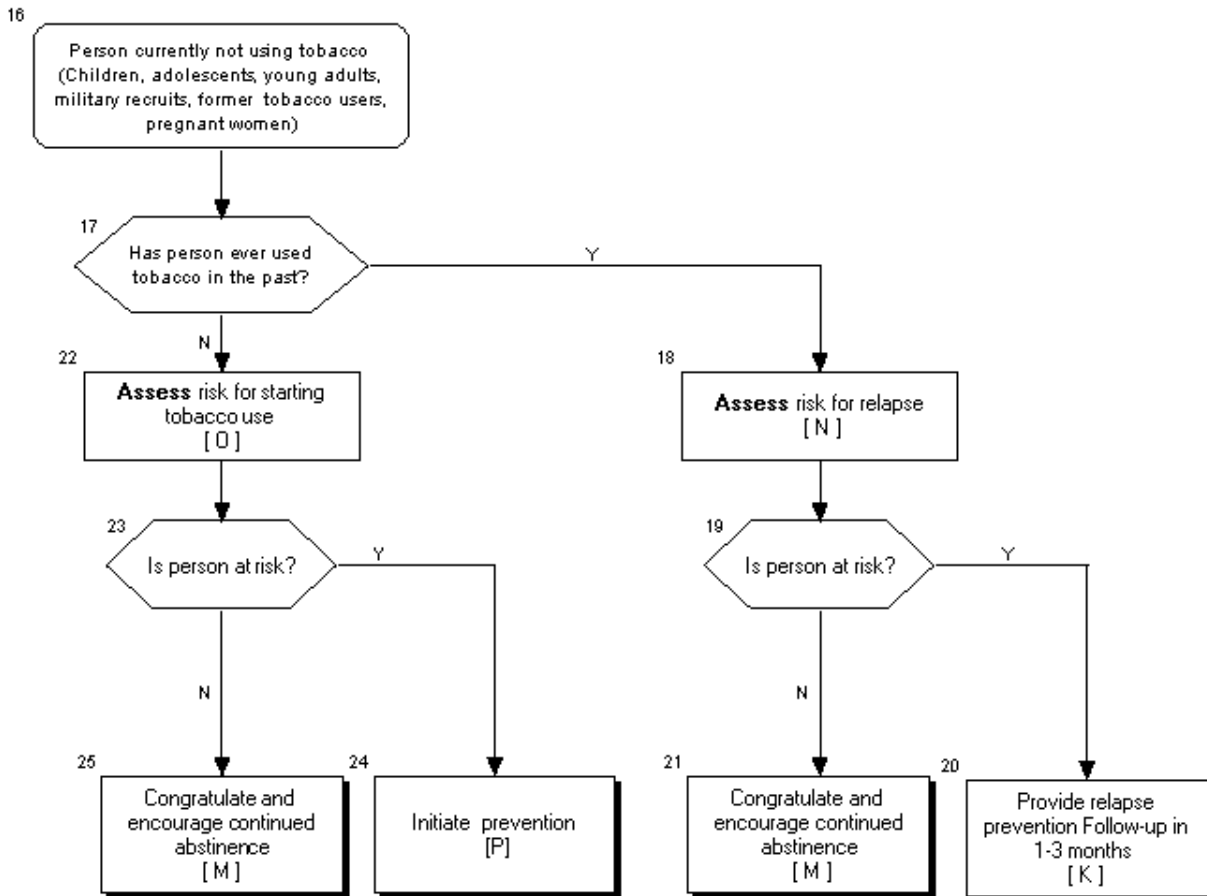 16
Person currently not using tobacco
(Children, adolescents, young adults,
military recruits, former tobacco users,
pregnant women)
17
Has person ever used
tobacco in the past?
Y
N
22
Assess risk for starting
tobacco use
[ O ]
18
Assess risk for relapse
[ N ]
23
Is person at risk?
Y
19
Is person at risk?
Y
N
N
25
Congratulate and
encourage continued
abstinence
[ M ]
24
Initiate prevention
[P]
21
Congratulate and
encourage continued
abstinence
[ M ]
20
Provide relapse
prevention Follow-up in
1-3 months
[ K ]